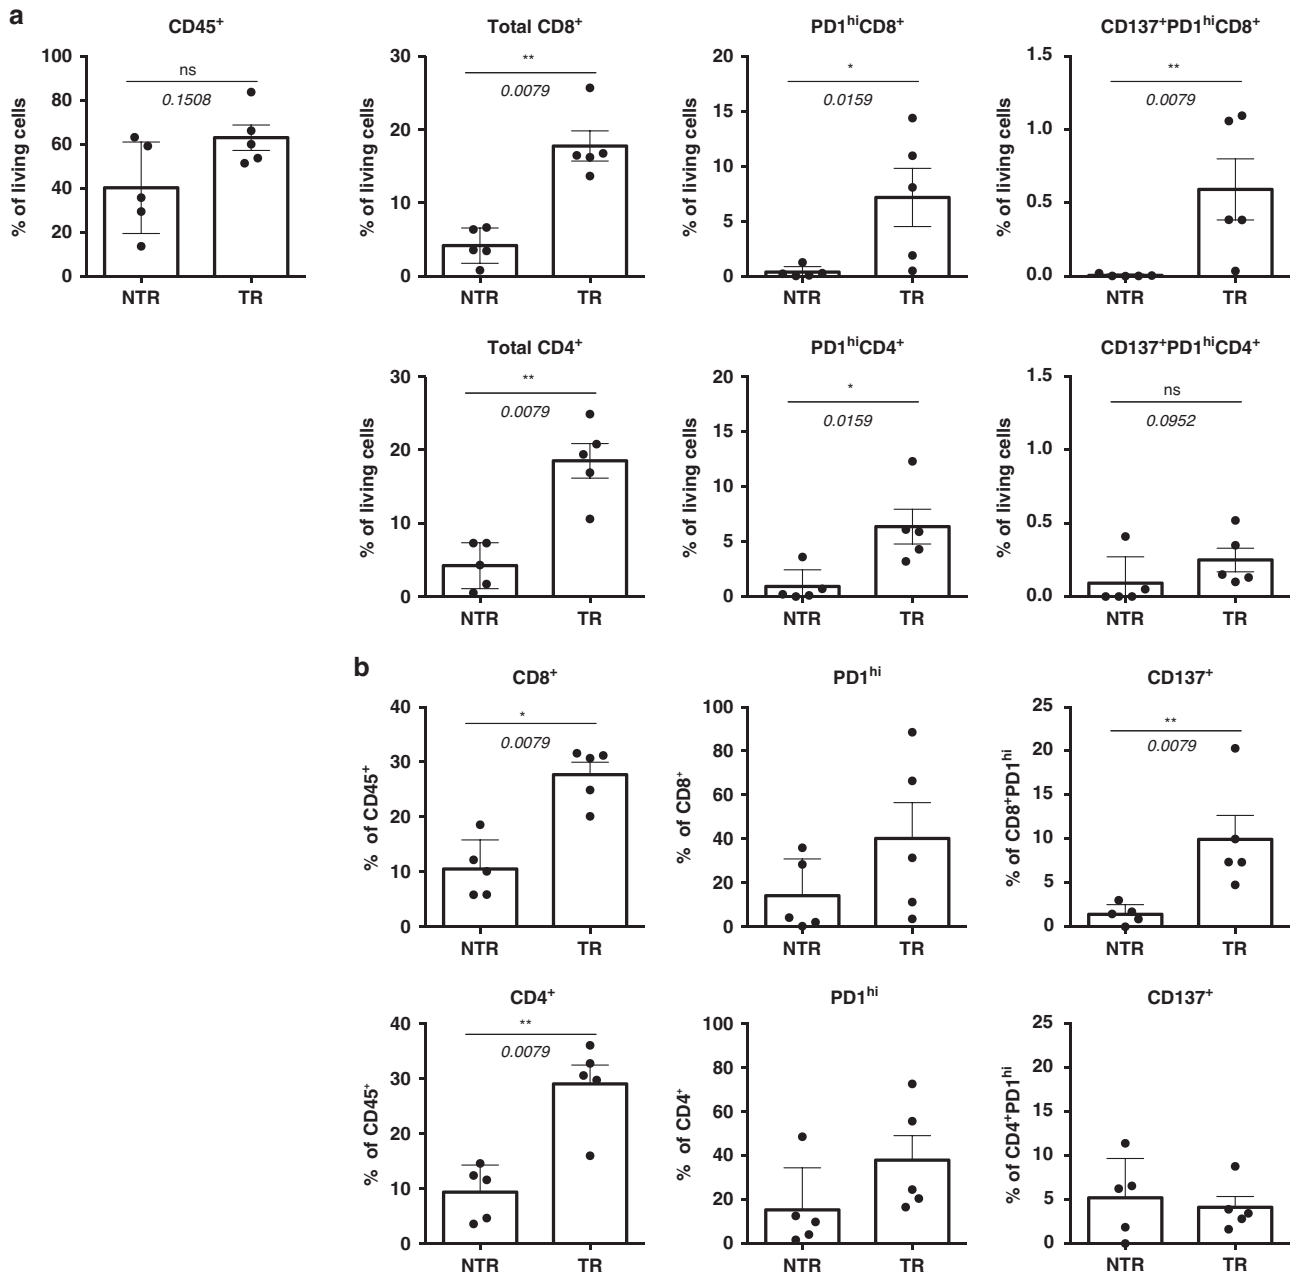 a
CD45⁺
% of living cells
100
80
60
40
20
0
ns
0.1508
NTR TR
Total CD8⁺
% of living cells
30
20
10
0
**
0.0079
NTR TR
PD1ʰⁱCD8⁺
% of living cells
20
15
10
5
0
*
0.0159
NTR TR
CD137⁺PD1ʰⁱCD8⁺
% of living cells
1.5
1.0
0.5
0.0
**
0.0079
NTR TR
Total CD4⁺
% of living cells
30
20
10
0
**
0.0079
NTR TR
PD1ʰⁱCD4⁺
% of living cells
20
15
10
5
0
*
0.0159
NTR TR
CD137⁺PD1ʰⁱCD4⁺
% of living cells
1.5
1.0
0.5
0.0
ns
0.0952
NTR TR
b
CD8⁺
% of CD45⁺
40
30
20
10
0
*
0.0079
NTR TR
PD1ʰⁱ
% of CD8⁺
100
80
60
40
20
0
NTR TR
CD137⁺
% of CD8⁺PD1ʰⁱ
25
20
15
10
5
0
**
0.0079
NTR TR
CD4⁺
% of CD45⁺
40
30
20
10
0
**
0.0079
NTR TR
PD1ʰⁱ
% of CD4⁺
100
80
60
40
20
0
NTR TR
CD137⁺
% of CD4⁺PD1ʰⁱ
25
20
15
10
5
0
NTR TR